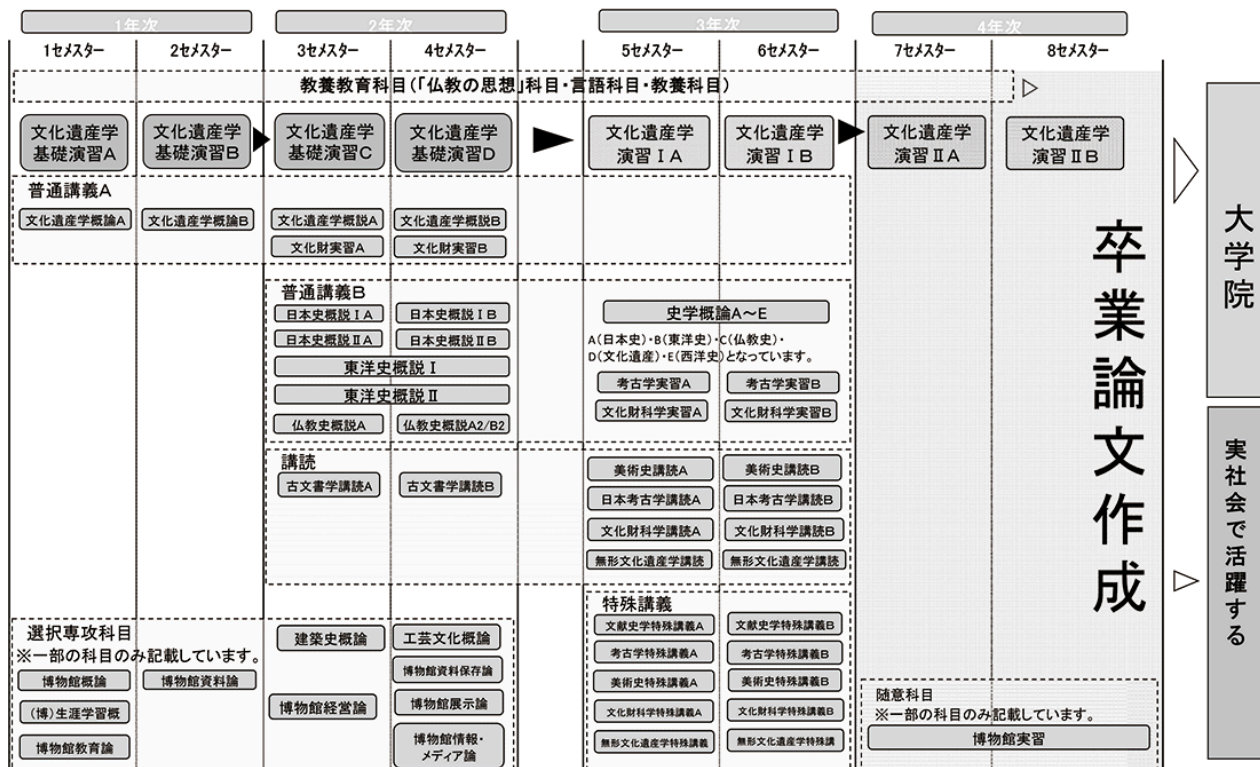 1年次
2年次
3年次
4年次
1セメスター
2セメスター
3セメスター
4セメスター
5セメスター
6セメスター
7セメスター
8セメスター
教養教育科目(「仏教の思想」科目・言語科目・教養科目)
文化遺産学
基礎演習A
文化遺産学
基礎演習B
文化遺産学
基礎演習C
文化遺産学
基礎演習D
文化遺産学
演習ⅠA
文化遺産学
演習ⅠB
文化遺産学
演習ⅡA
文化遺産学
演習ⅡB
普通講義A
文化遺産学概論A
文化遺産学概論B
文化遺産学概説A
文化遺産学概説B
文化財実習A
文化財実習B
普通講義B
日本史概説ⅠA
日本史概説ⅠB
日本史概説ⅡA
日本史概説ⅡB
東洋史概説Ⅰ
東洋史概説Ⅱ
仏教史概説A
仏教史概説A2/B2
史学概論A～E
A(日本史)・B(東洋史)・C(仏教史)・
D(文化遺産)・E(西洋史)となっています。
考古学実習A
考古学実習B
文化財科学実習A
文化財科学実習B
講読
古文書学講読A
古文書学講読B
美術史講読A
美術史講読B
日本考古学講読A
日本考古学講読B
文化財科学講読A
文化財科学講読B
無形文化遺産学講読
無形文化遺産学講読
特殊講義
文献史学特殊講義A
文献史学特殊講義B
考古学特殊講義A
考古学特殊講義B
美術史特殊講義A
美術史特殊講義B
文化財科学特殊講義A
文化財科学特殊講義B
無形文化遺産学特殊講義
無形文化遺産学特殊講
選択専攻科目
※一部の科目のみ記載しています。
博物館概論
博物館資料論
(博)生涯学習概
博物館教育論
建築史概論
工芸文化概論
博物館資料保存論
博物館経営論
博物館展示論
博物館情報・
メディア論
随意科目
※一部の科目のみ記載しています。
博物館実習
卒業論文作成
大学院
実社会で活躍する